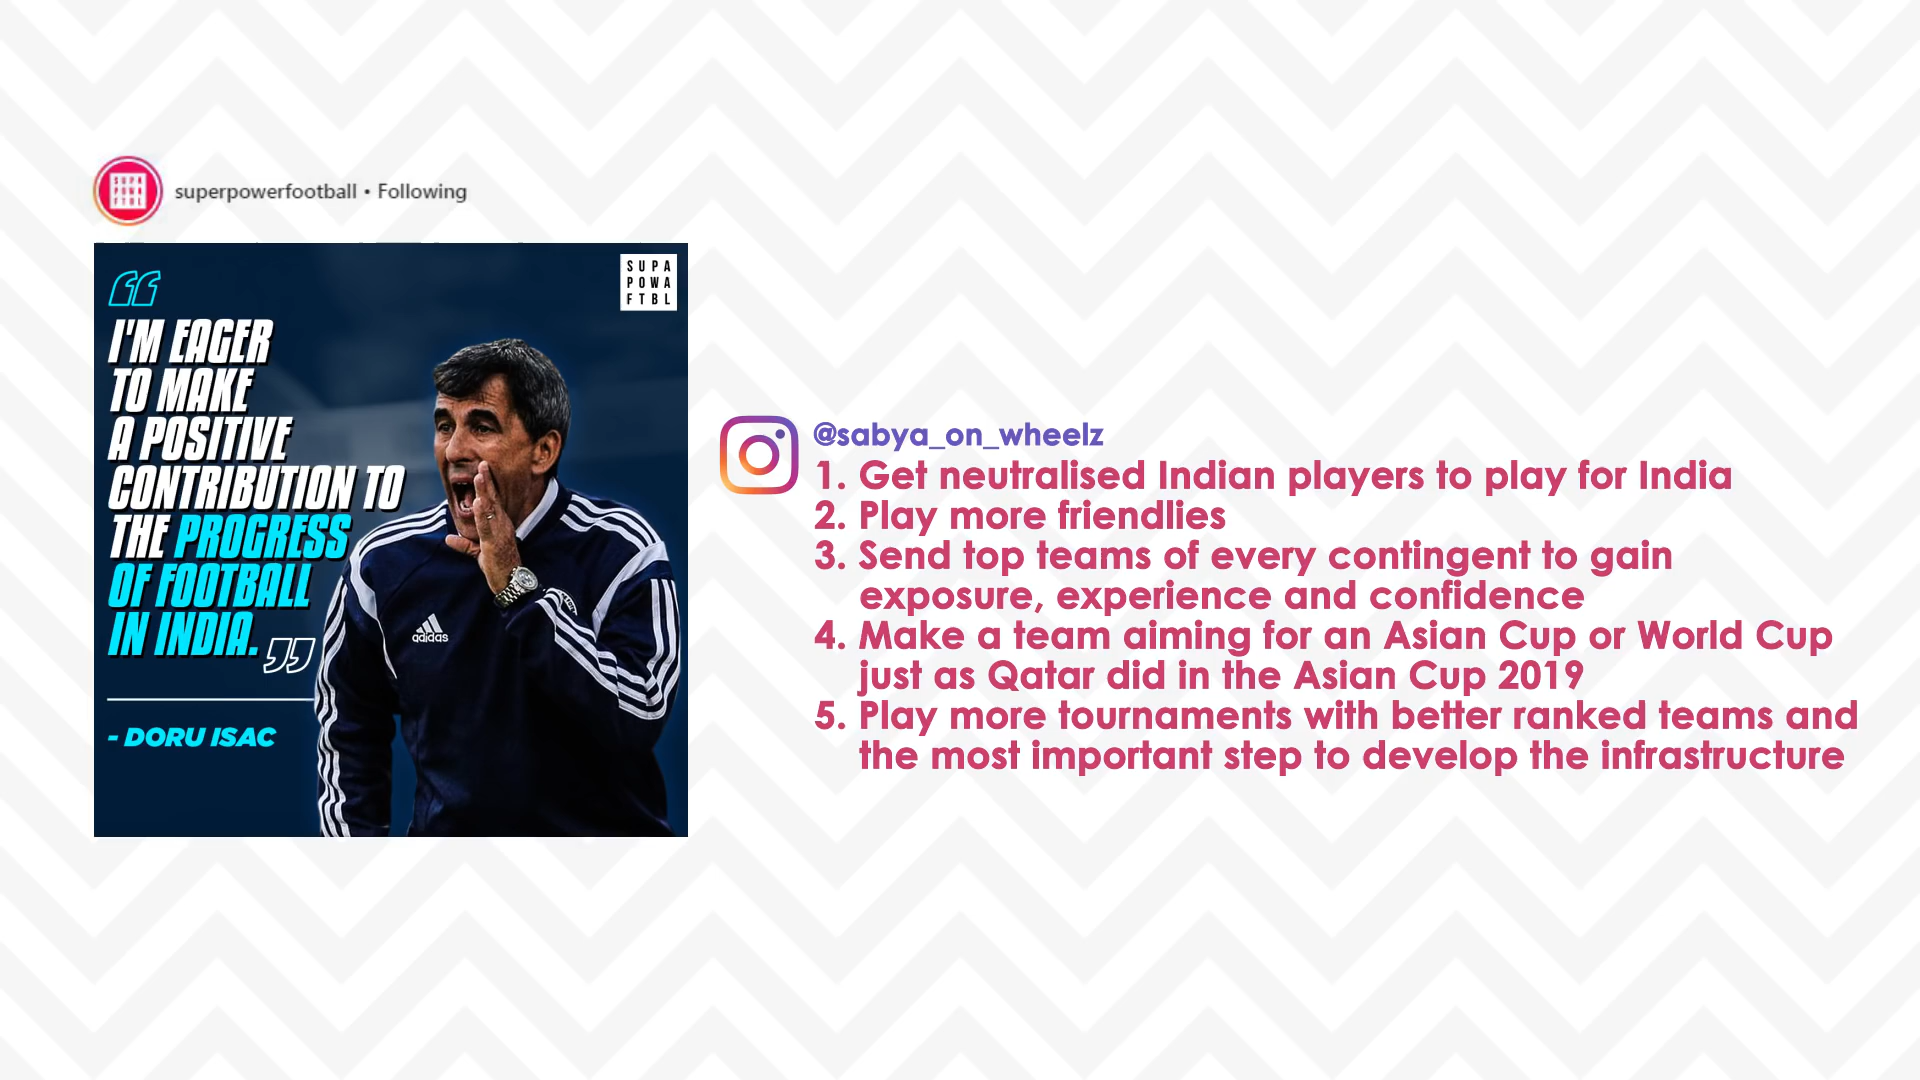 superpowerfootball • Following
SUPA
POWA
FTBL
I'M EAGER
TO MAKE
A POSITIVE
CONTRIBUTION TO
THE PROGRESS
OF FOOTBALL
IN INDIA.
- DORU ISAC
adidas
@sabya_on_wheelz
1. Get neutralised Indian players to play for India
2. Play more friendlies
3. Send top teams of every contingent to gain
exposure, experience and confidence
4. Make a team aiming for an Asian Cup or World Cup
just as Qatar did in the Asian Cup 2019
5. Play more tournaments with better ranked teams and
the most important step to develop the infrastructure